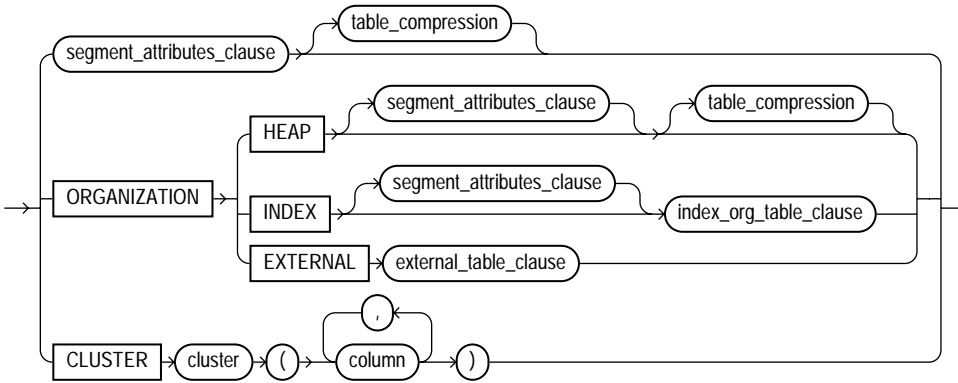 table_compression
segment_attributes_clause
segment_attributes_clause table_compression
HEAP
segment_attributes_clause
ORGANIZATION
INDEX index_org_table_clause
EXTERNAL external_table_clause
,
CLUSTER cluster ( column )